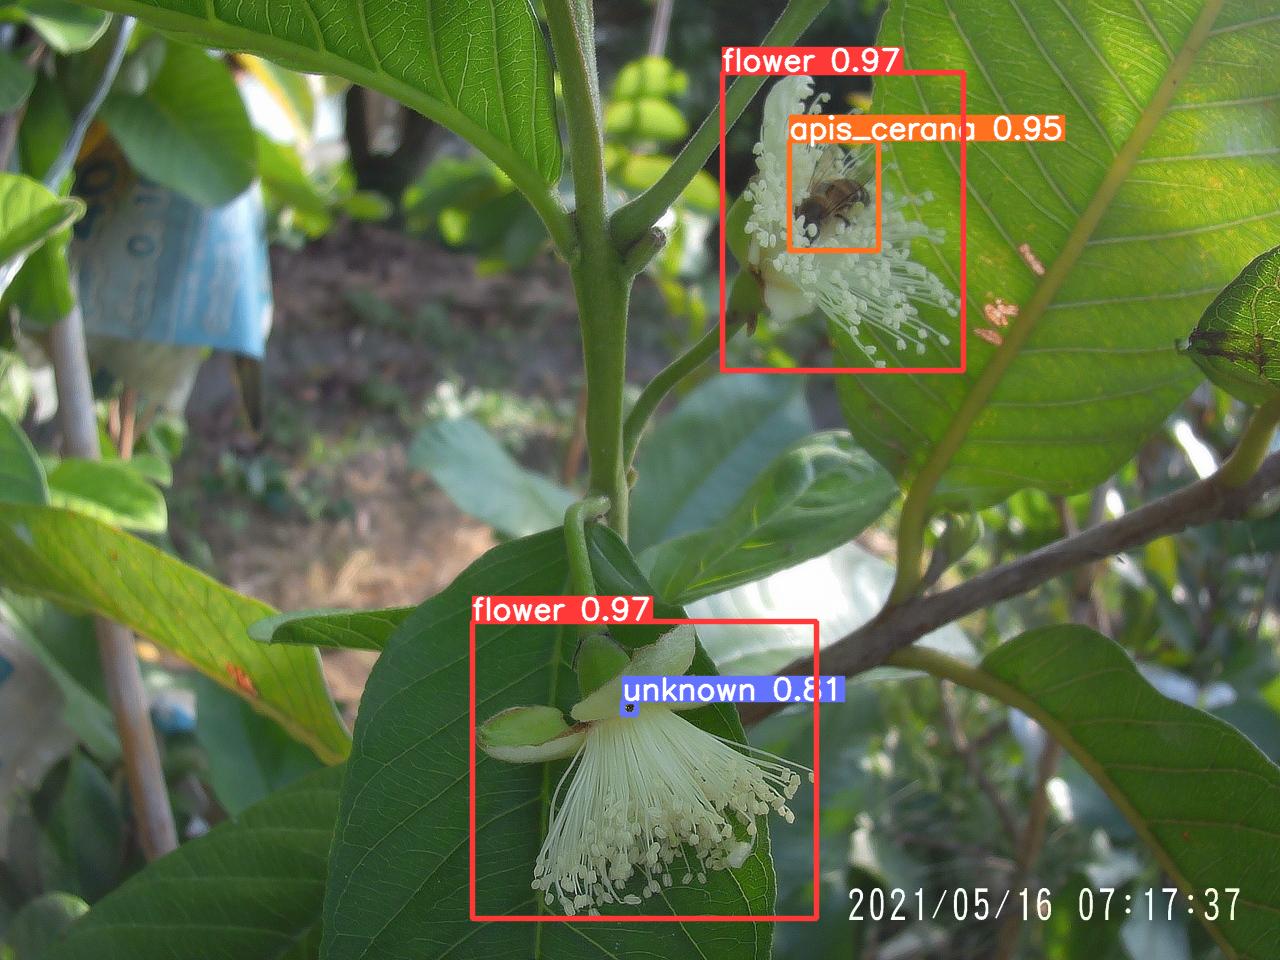 flower 0.97
apis_cerana 0.95
flower 0.97
unknown 0.81
2021/05/16 07:17:37